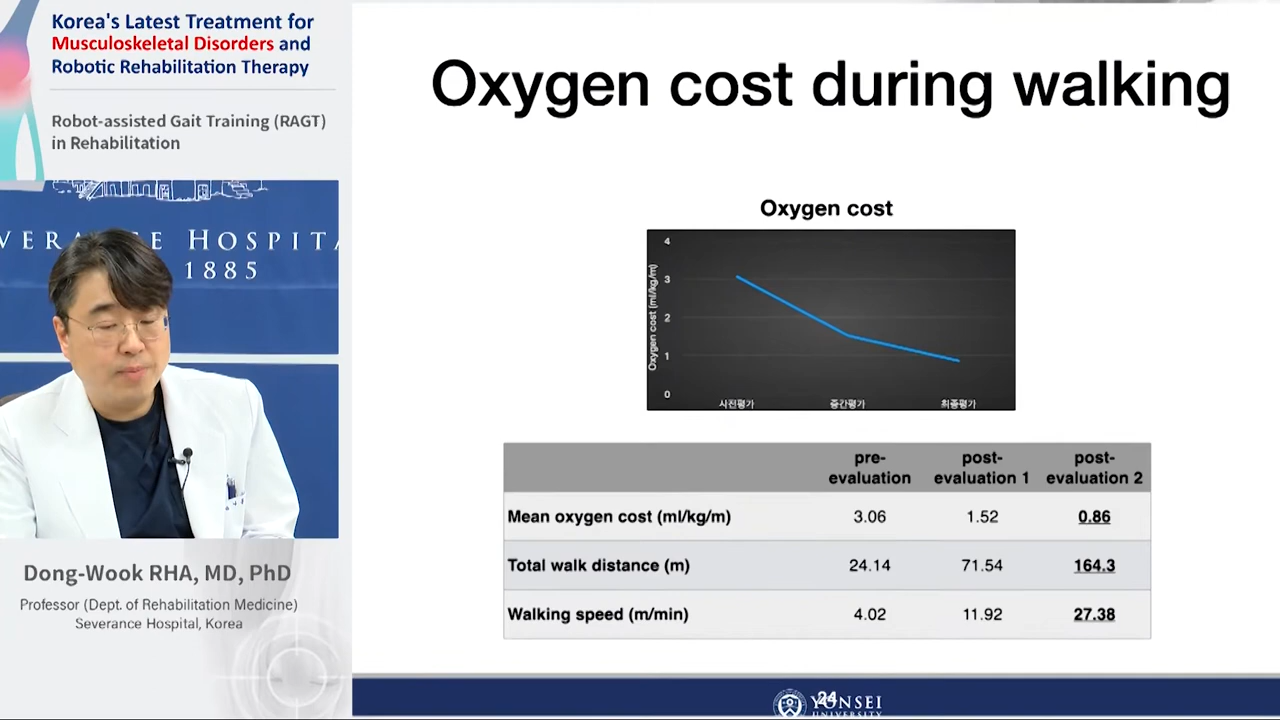 Korea's Latest Treatment for
Musculoskeletal Disorders and
Robotic Rehabilitation Therapy
Robot-assisted Gait Training (RAGT)
in Rehabilitation
VERANCE HOSPITA
1885
Dong-Wook RHA, MD, PhD
Professor (Dept. of Rehabilitation Medicine)
Severance Hospital, Korea
Oxygen cost during walking
Oxygen cost
Oxygen cost (ml/kg/m)
4
3
2
1
0
사전평가 중간평가 최종평가
pre-evaluation post-evaluation 1 post-evaluation 2
Mean oxygen cost (ml/kg/m) 3.06 1.52 0.86
Total walk distance (m) 24.14 71.54 164.3
Walking speed (m/min) 4.02 11.92 27.38
24
YONSEI
UNIVERSITY